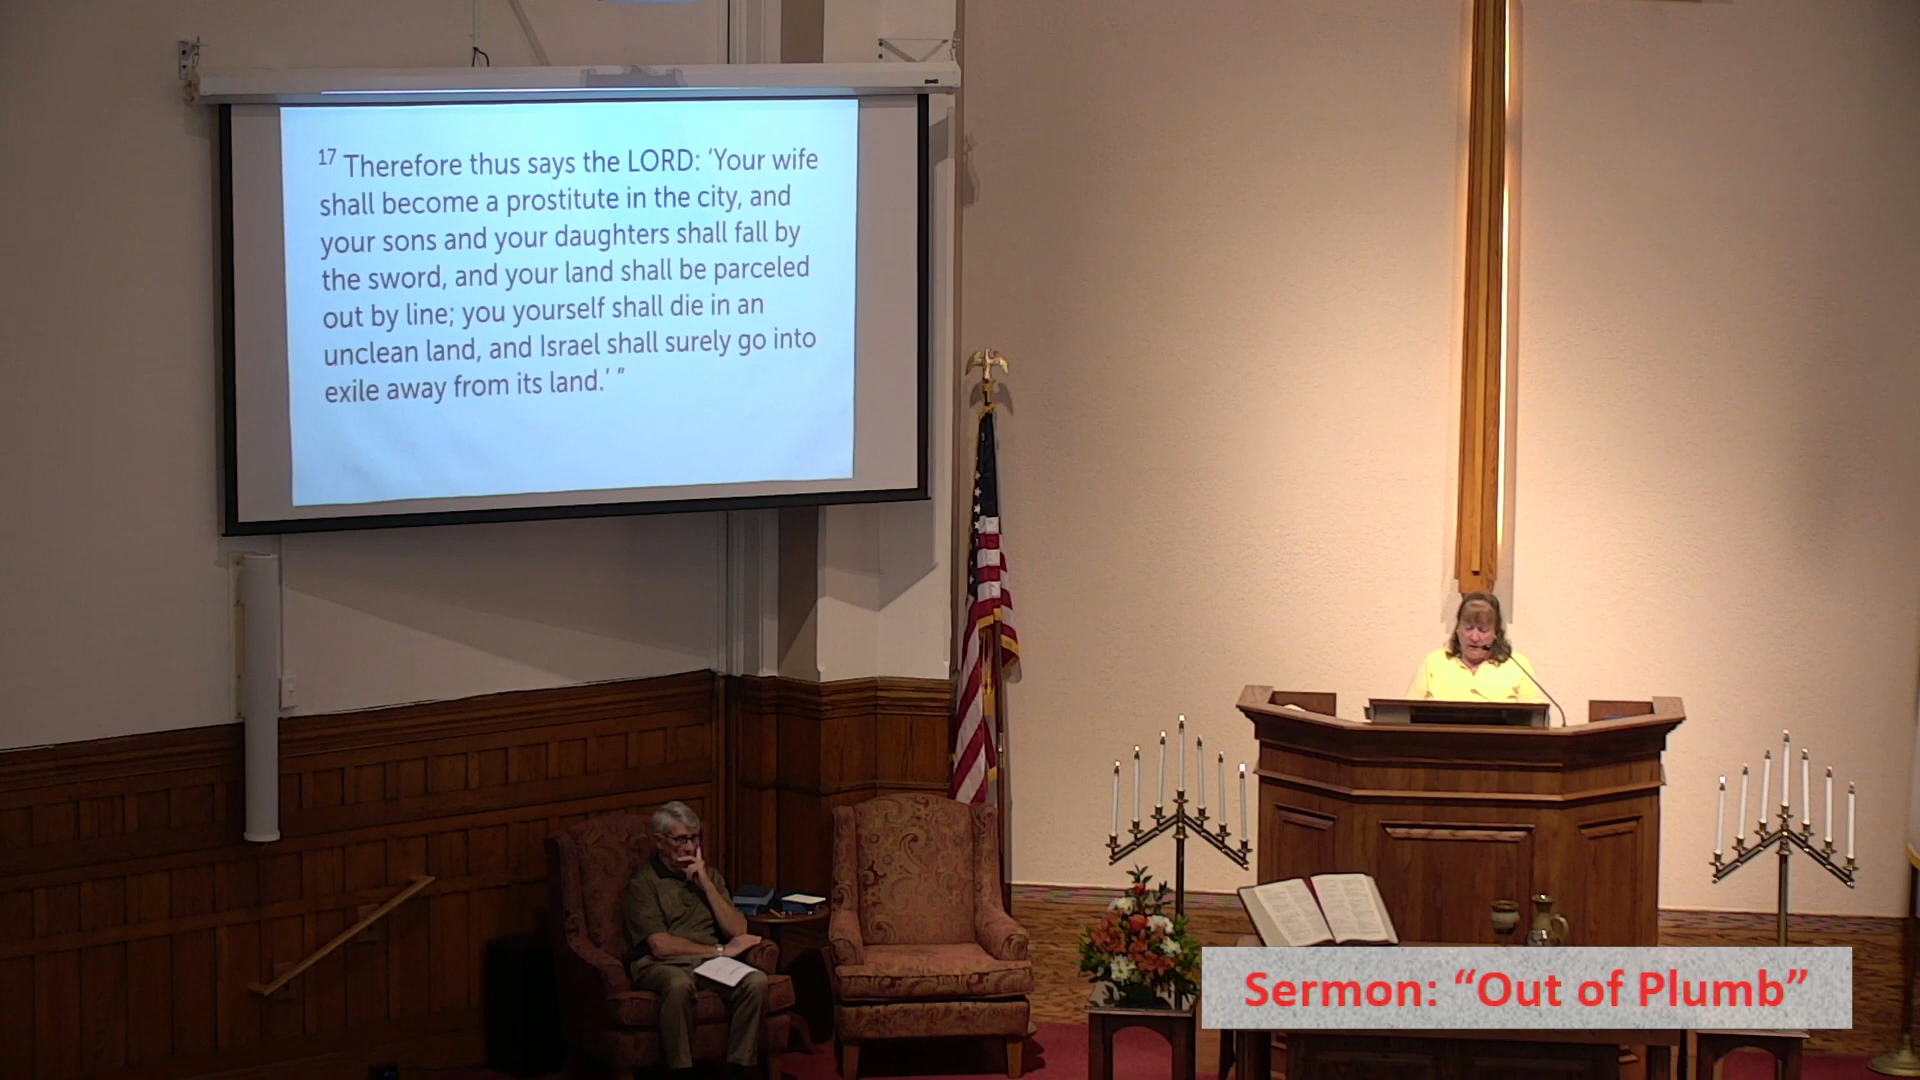 17 Therefore thus says the LORD: ‘Your wife
shall become a prostitute in the city, and
your sons and your daughters shall fall by
the sword, and your land shall be parceled
out by line; you yourself shall die in an
unclean land, and Israel shall surely go into
exile away from its land.’ ”
Sermon: “Out of Plumb”